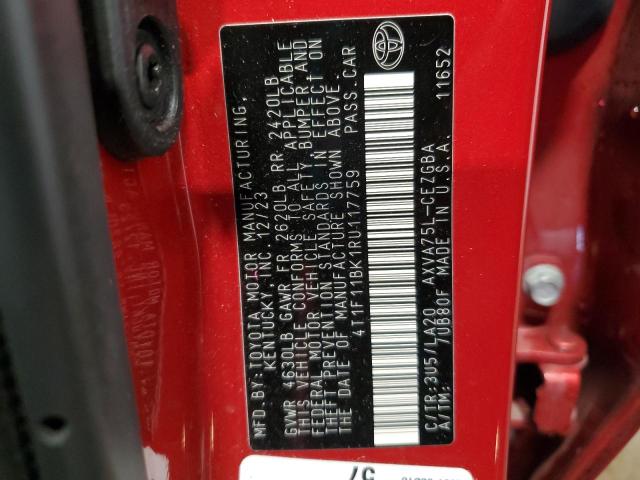 MFD. BY: TOYOTA MOTOR MANUFACTURING,
KENTUCKY, INC. 12/23
GVWR 4630LB GAWR FR 2620LB RR 2420LB
THIS VEHICLE CONFORMS TO ALL APPLICABLE
FEDERAL MOTOR VEHICLE SAFETY, BUMPER AND
THEFT PREVENTION STANDARDS IN EFFECT ON
THE DATE OF MANUFACTURE SHOWN ABOVE.
4T1F11BK1RU117759 PASS. CAR
C/TR:3U5/LA20 AXVA75L-CEZGBA
A/TM: 70B80F MADE IN U.S.A. 11652
57